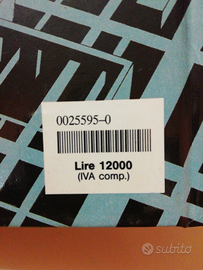 0025595-0
Lire 12000
(IVA comp.)
subito